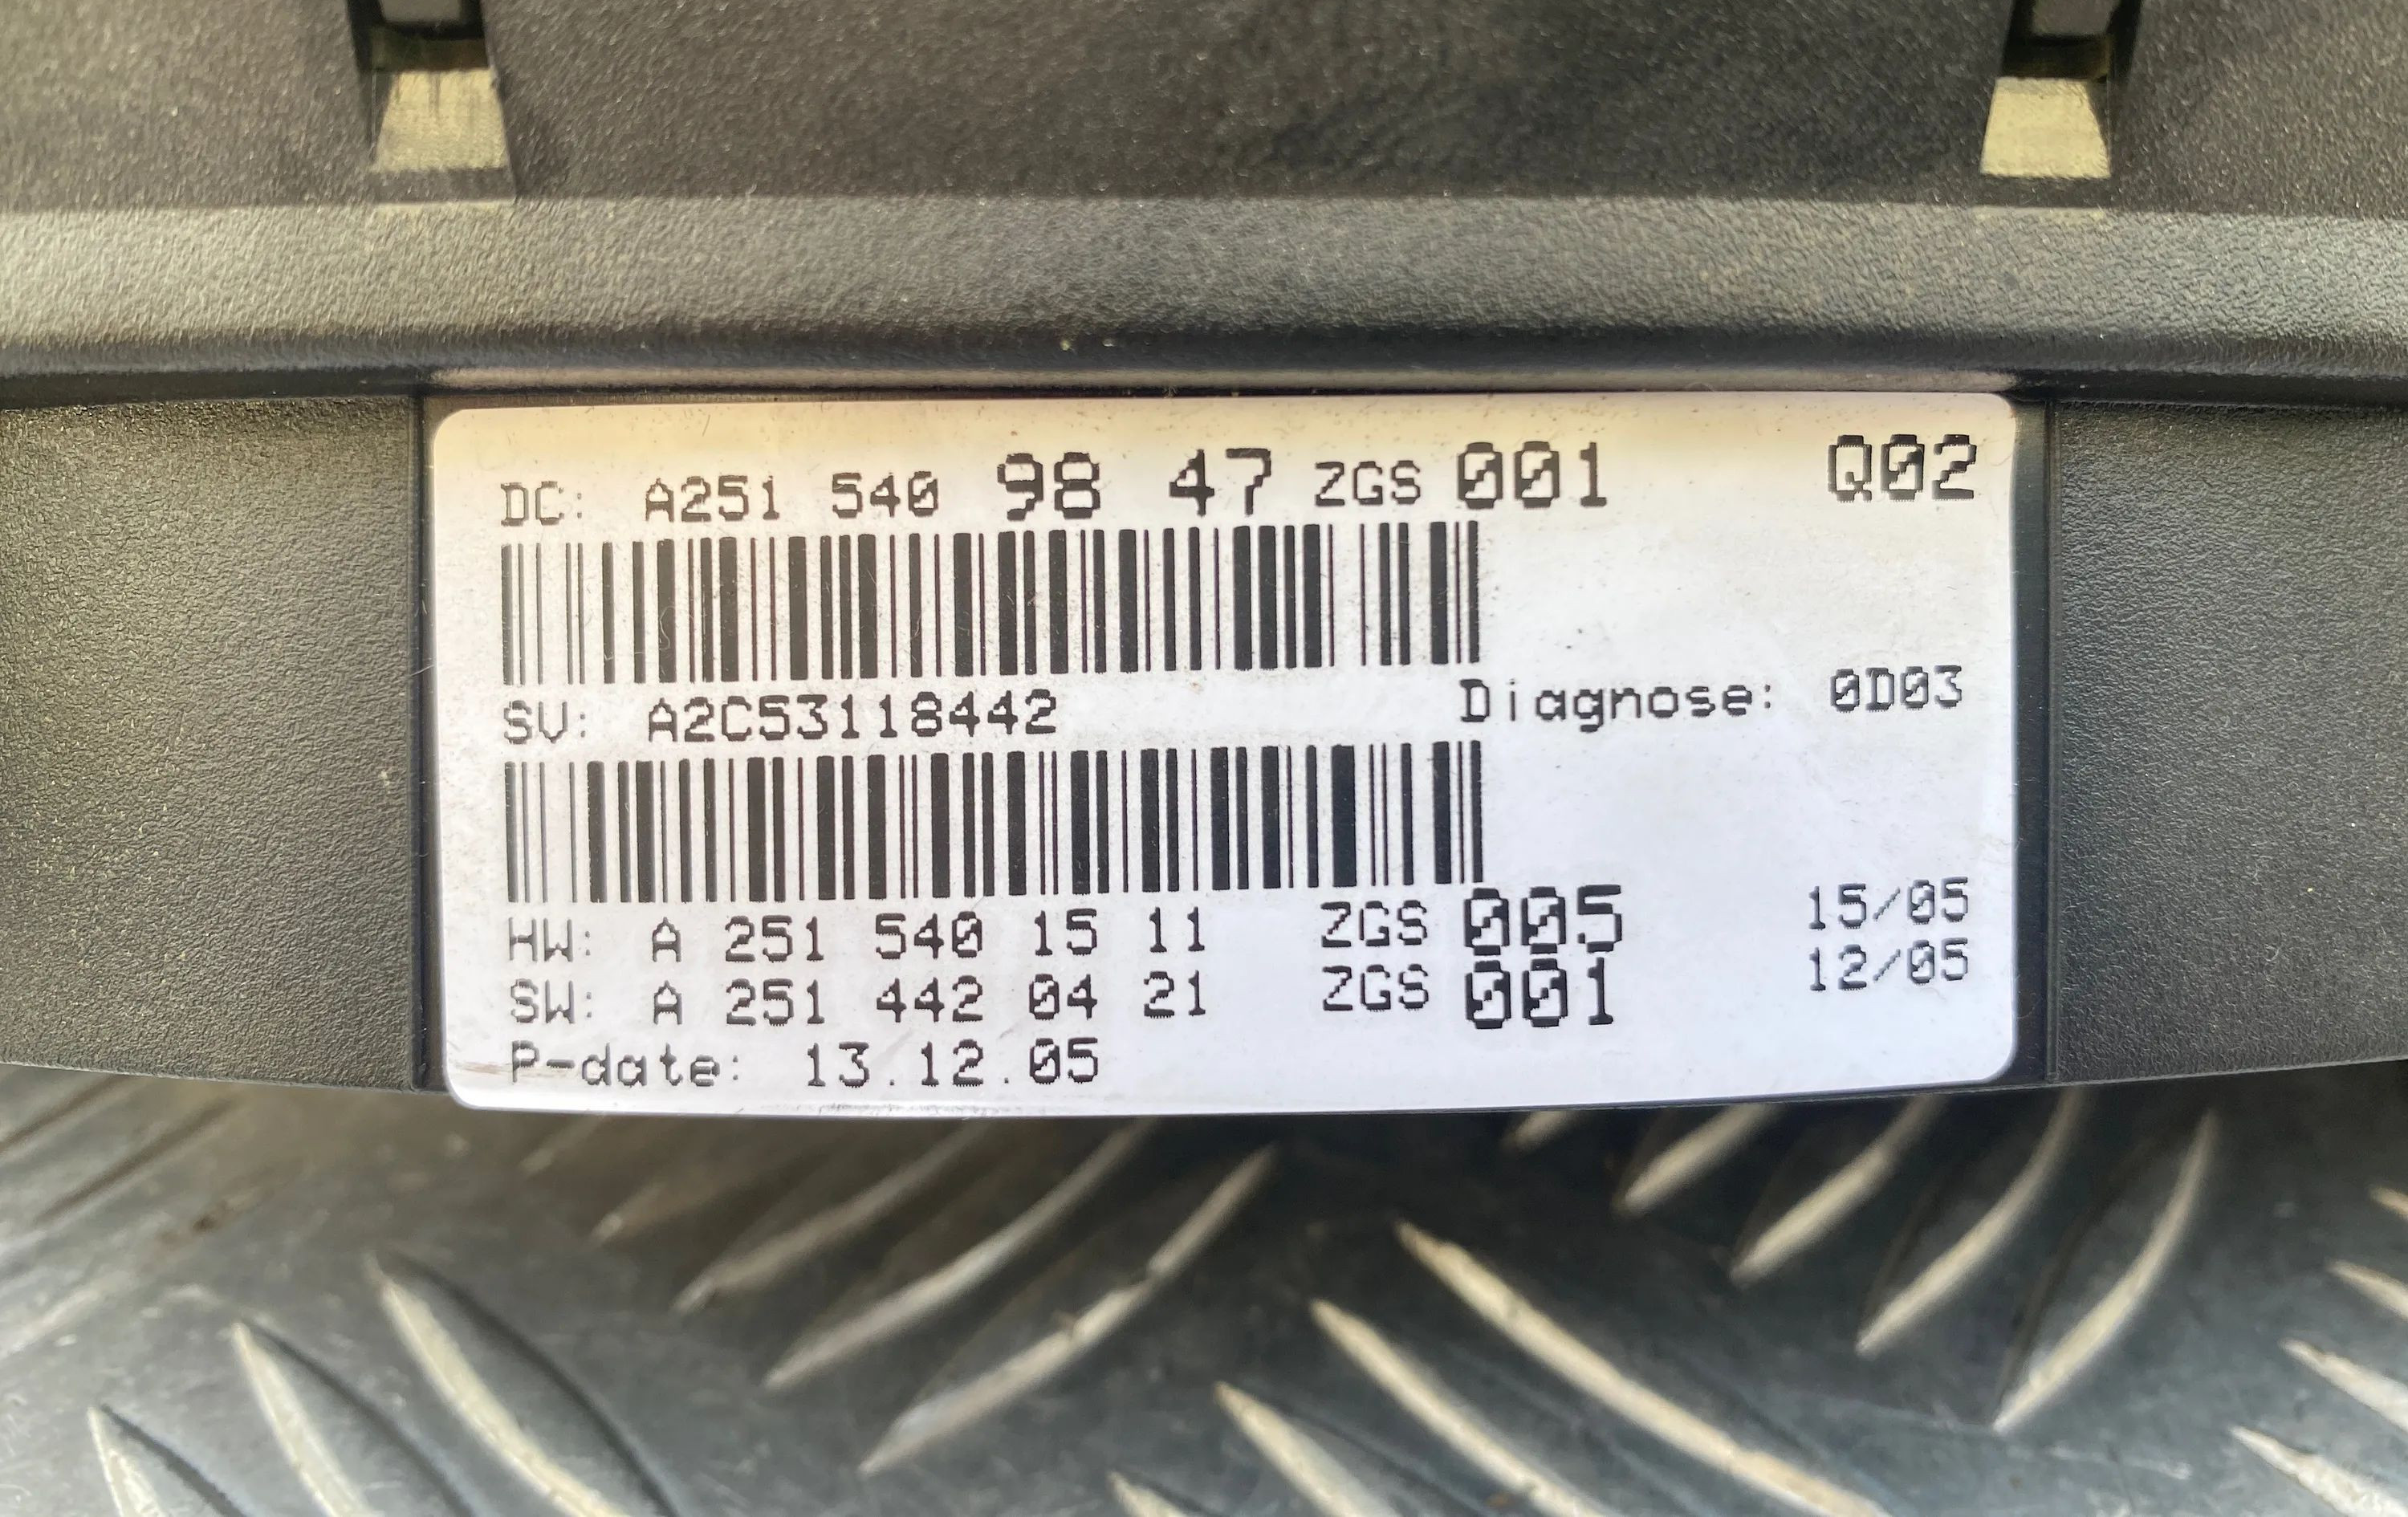 DC: A251 540 98 47 ZGS 001 Q02
SV: A2C53118442 Diagnose: 0D03
HW: A 251 540 15 11 ZGS 005 15/05
SW: A 251 442 04 21 ZGS 001 12/05
P-date: 13.12.05